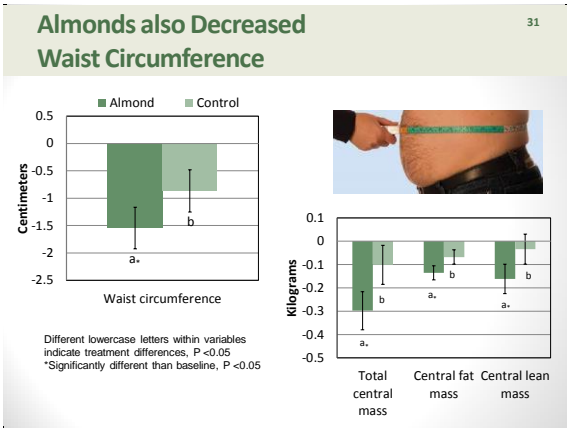 Almonds also Decreased
Waist Circumference
31
Almond Control
0.5
0
-0.5
-1
-1.5
-2
-2.5
Centimeters
a*
b
Waist circumference
Different lowercase letters within variables
indicate treatment differences, P <0.05
*Significantly different than baseline, P <0.05
0.1
0
-0.1
-0.2
-0.3
-0.4
-0.5
Kilograms
a*
b
a*
b
a*
b
Total
central
mass
Central fat
mass
Central lean
mass